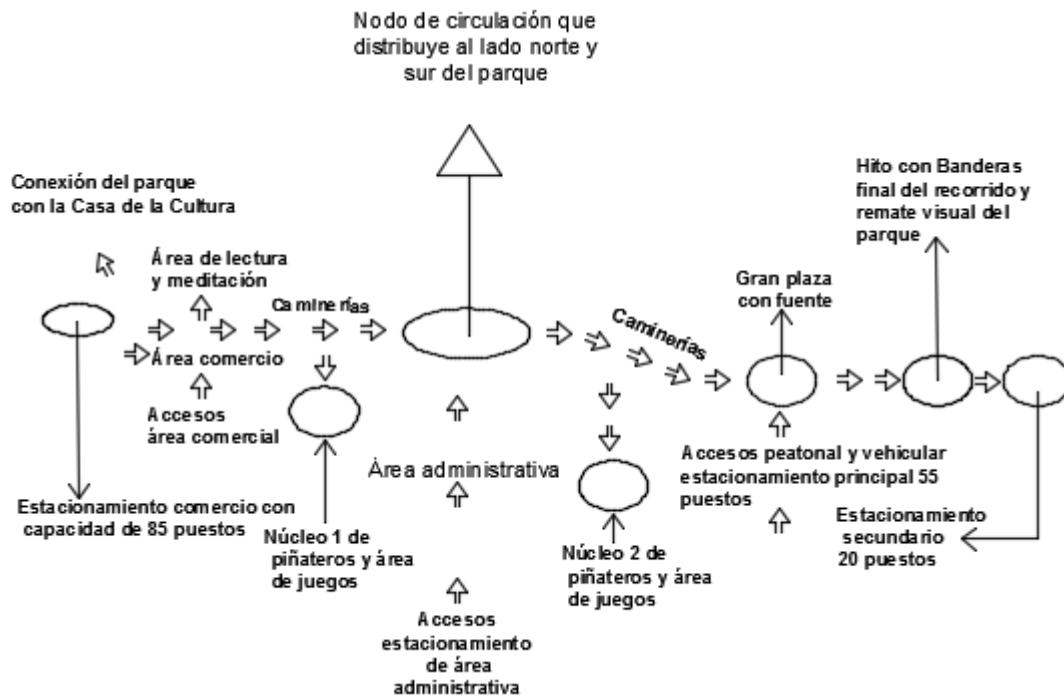 Nodo de circulación que
distribuye al lado norte y
sur del parque
Conexión del parque
con la Casa de la Cultura
Hito con Banderas
final del recorrido y
remate visual del
parque
Área de lectura
y meditación
Caminerías
Gran plaza
con fuente
Caminerías
Área comercio
Accesos
área comercial
Área administrativa
Accesos peatonal y vehicular
estacionamiento principal 55
puestos
Estacionamiento comercio con
capacidad de 85 puestos
Núcleo 1 de
piñateros y área
de juegos
Núcleo 2 de
piñateros y área
de juegos
Estacionamiento
secundario
20 puestos
Accesos
estacionamiento
de área
administrativa